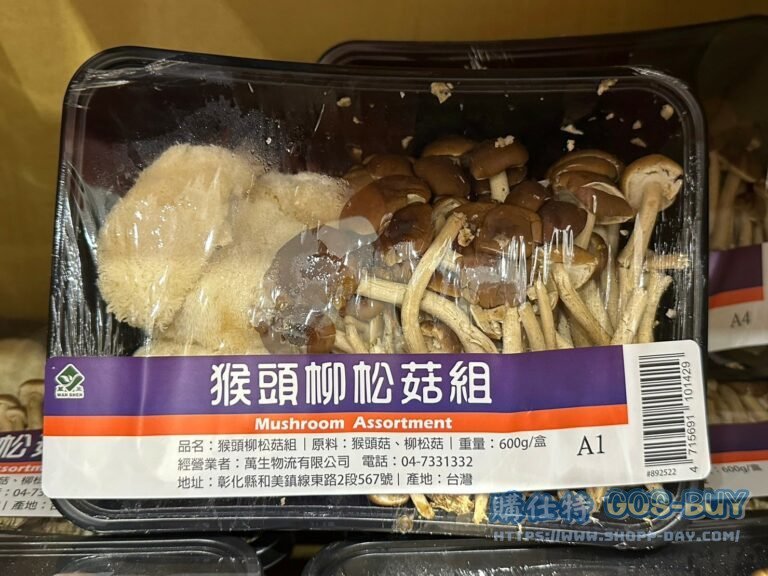 猴頭柳松菇組
WAN SHEN
Mushroom Assortment
品名：猴頭柳松菇組｜原料：猴頭菇、柳松菇｜重量：600g/盒
經營業者：萬生物流有限公司 電話：04-7331332
地址：彰化縣和美鎮線東路2段567號｜產地：台灣
A1
4 715691 101429
#892522
A4
600g/盒
購仕特 GOS-BUY
HTTPS://WWW.SHOPP-DAY.COM/